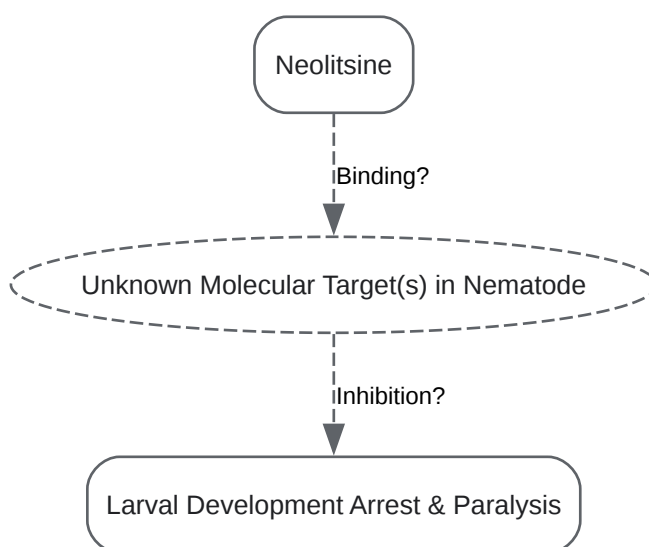 Neolitsine
Binding?
Unknown Molecular Target(s) in Nematode
Inhibition?
Larval Development Arrest & Paralysis